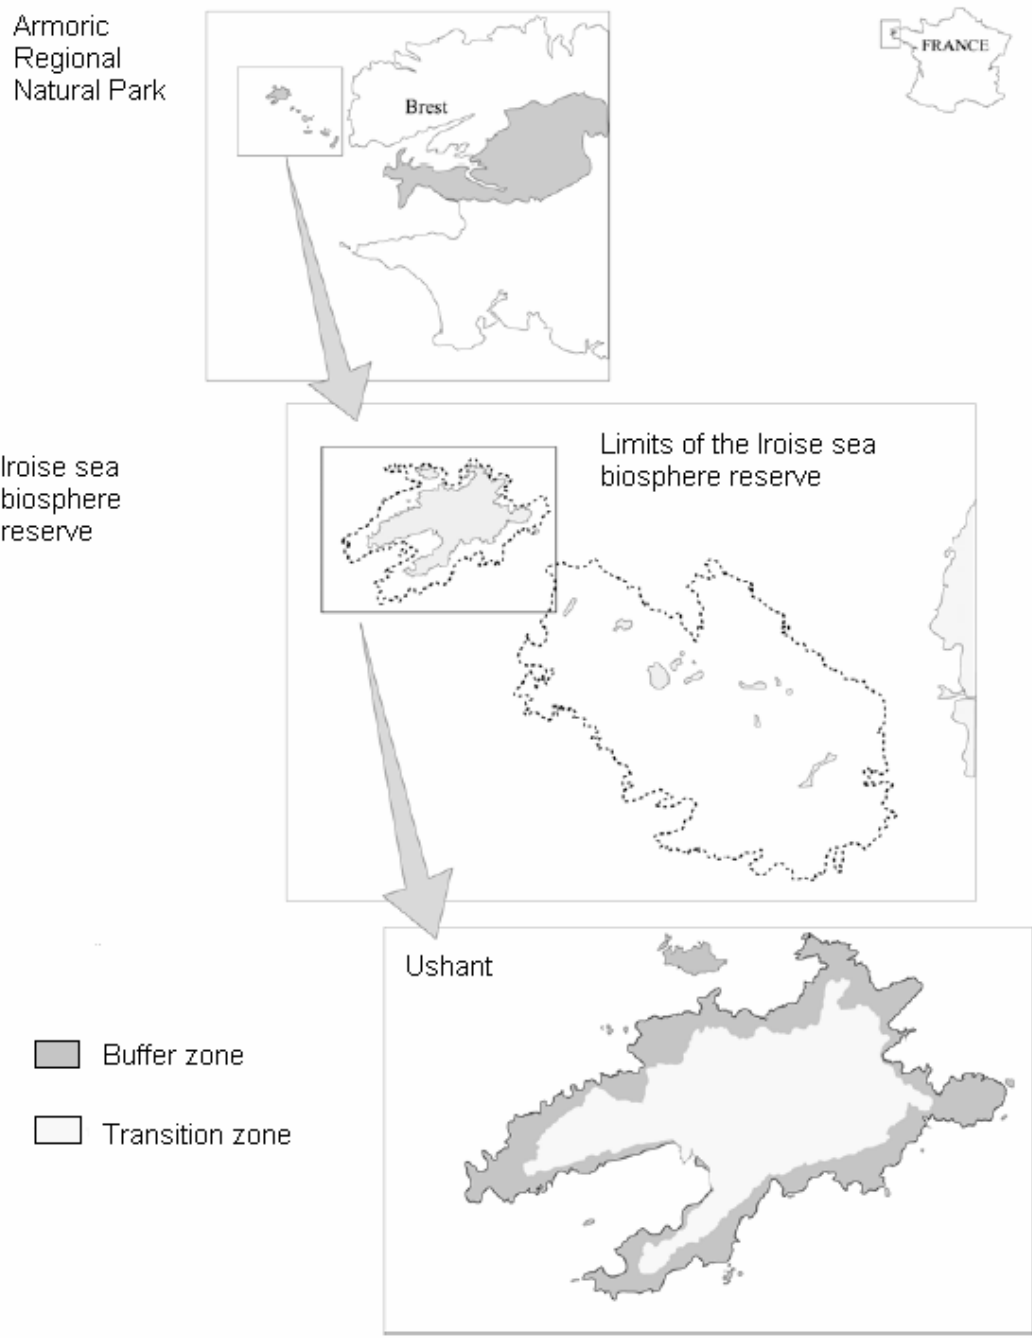 Armoric
Regional
Natural Park
FRANCE
Brest
Iroise sea
biosphere
reserve
Limits of the Iroise sea
biosphere reserve
Ushant
Buffer zone
Transition zone